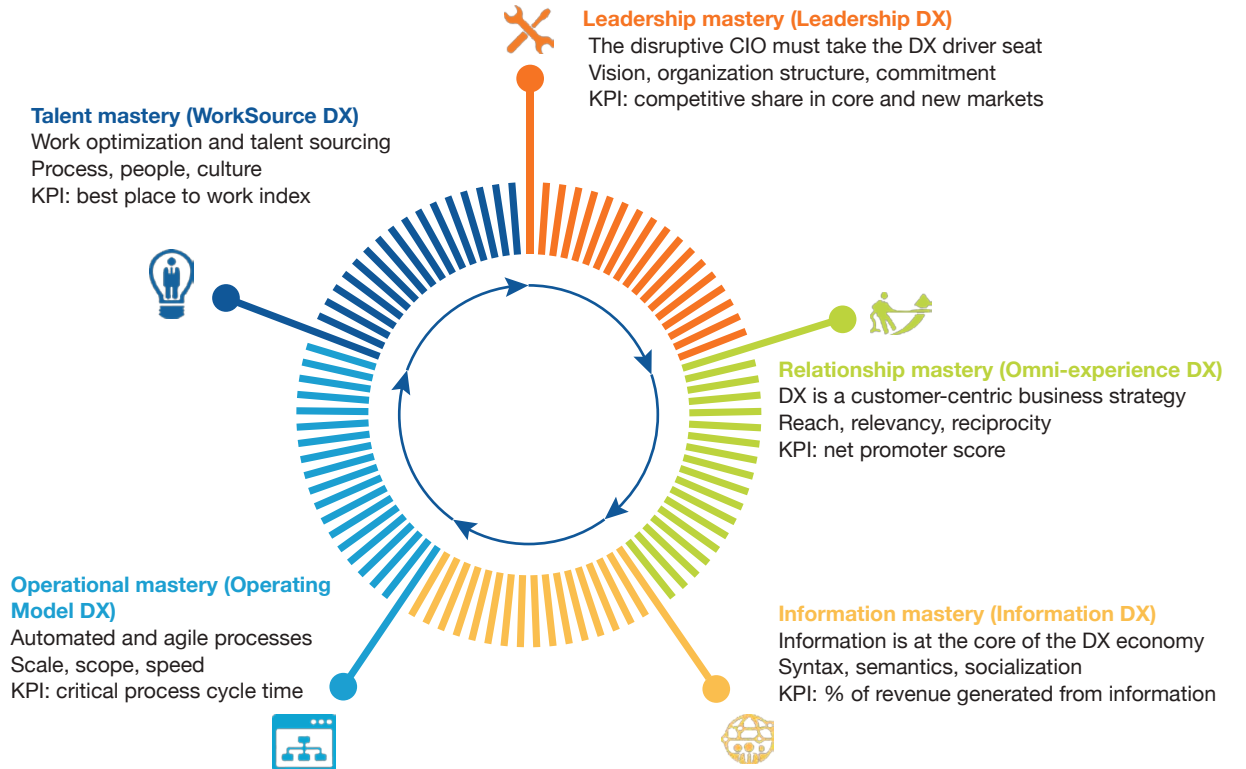 Leadership mastery (Leadership DX)
The disruptive CIO must take the DX driver seat
Vision, organization structure, commitment
KPI: competitive share in core and new markets
Talent mastery (WorkSource DX)
Work optimization and talent sourcing
Process, people, culture
KPI: best place to work index
Relationship mastery (Omni-experience DX)
DX is a customer-centric business strategy
Reach, relevancy, reciprocity
KPI: net promoter score
Operational mastery (Operating
Model DX)
Automated and agile processes
Scale, scope, speed
KPI: critical process cycle time
Information mastery (Information DX)
Information is at the core of the DX economy
Syntax, semantics, socialization
KPI: % of revenue generated from information